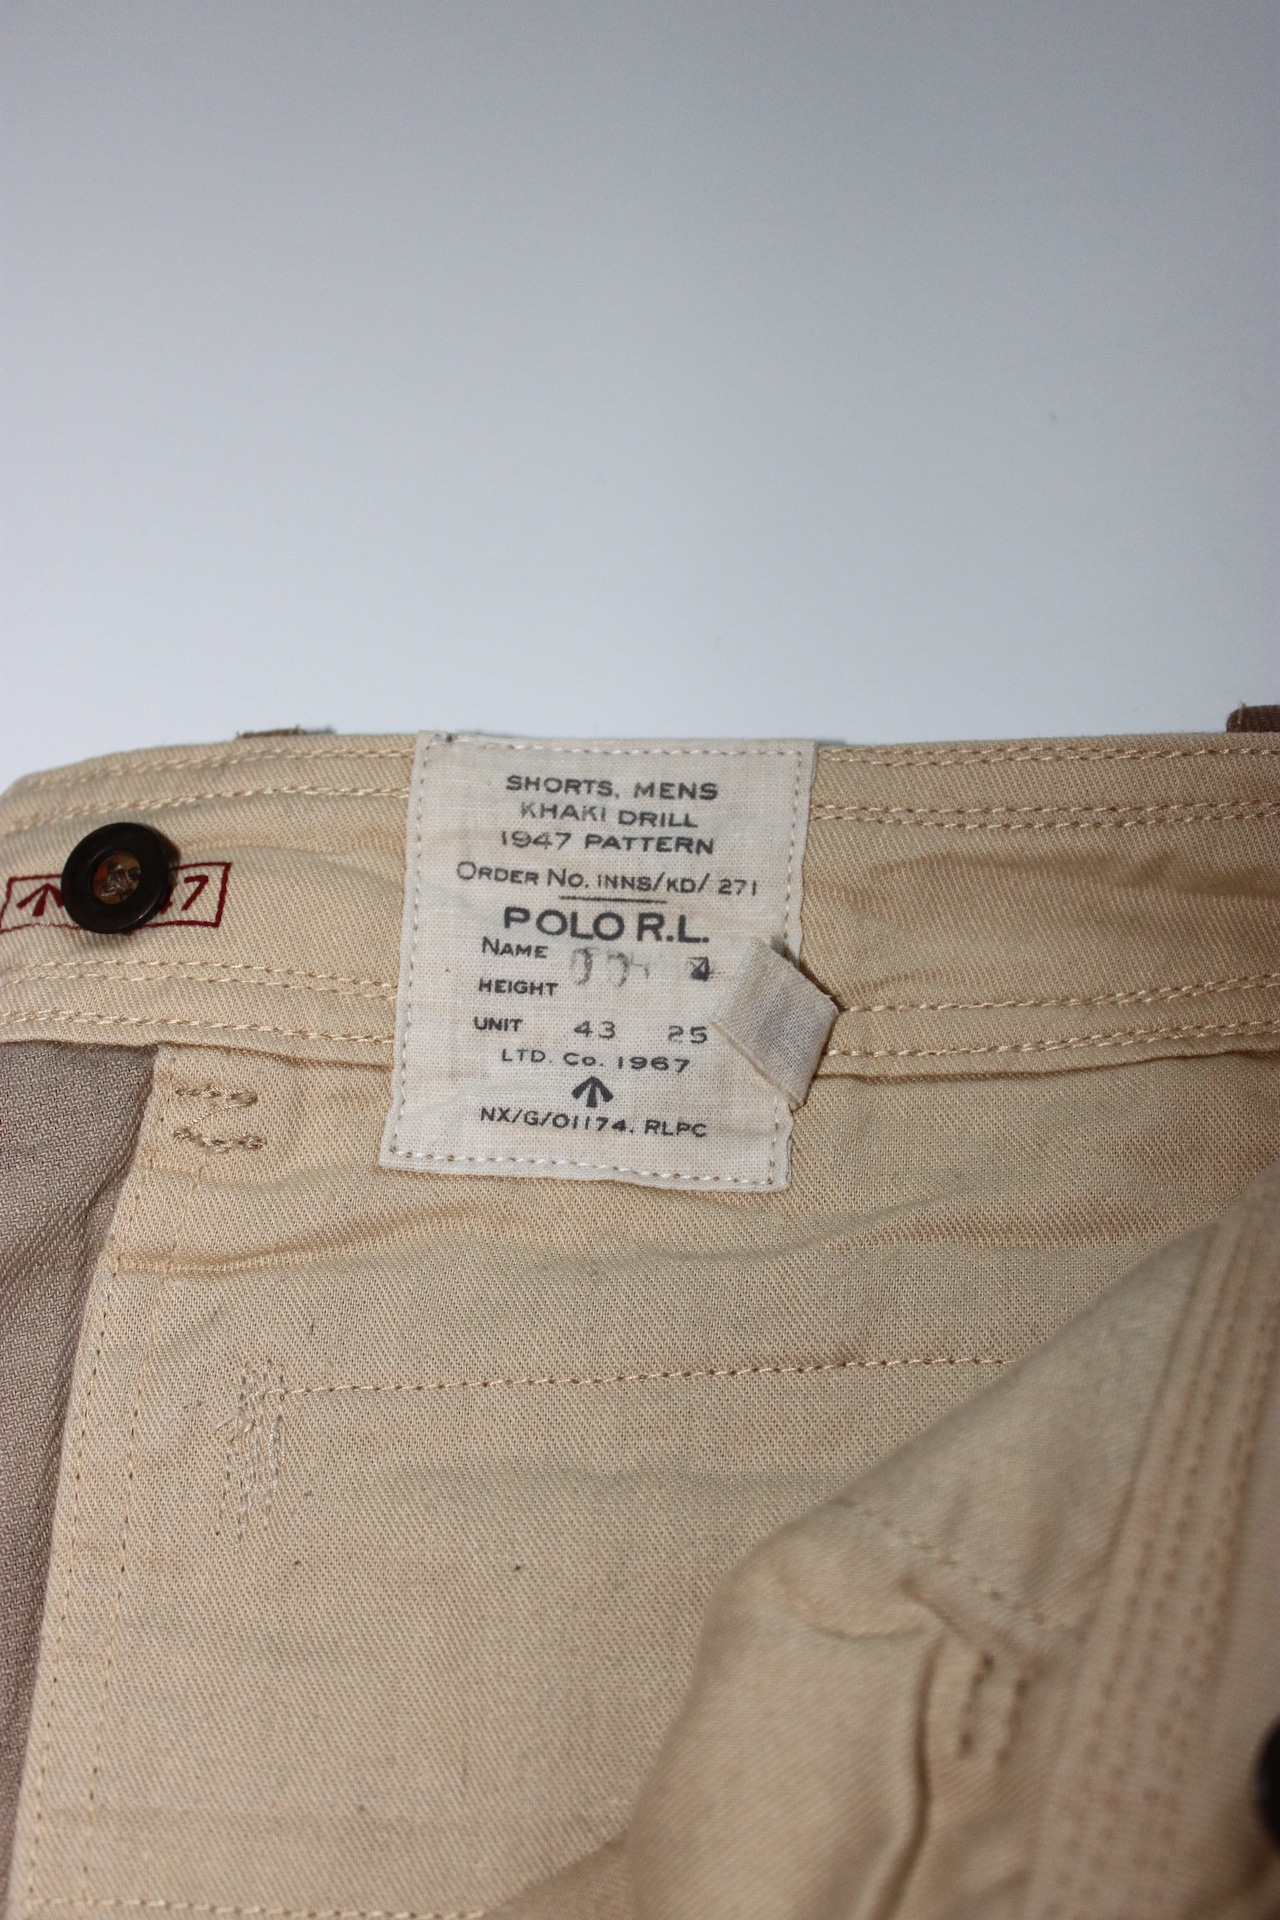 SHORTS, MENS
KHAKI DRILL
1947 PATTERN
ORDER NO. INNS/KD/ 271
POLO R.L.
NAME
HEIGHT
UNIT 43 25
LTD. Co. 1967
NX/G/01174. RLPC
7